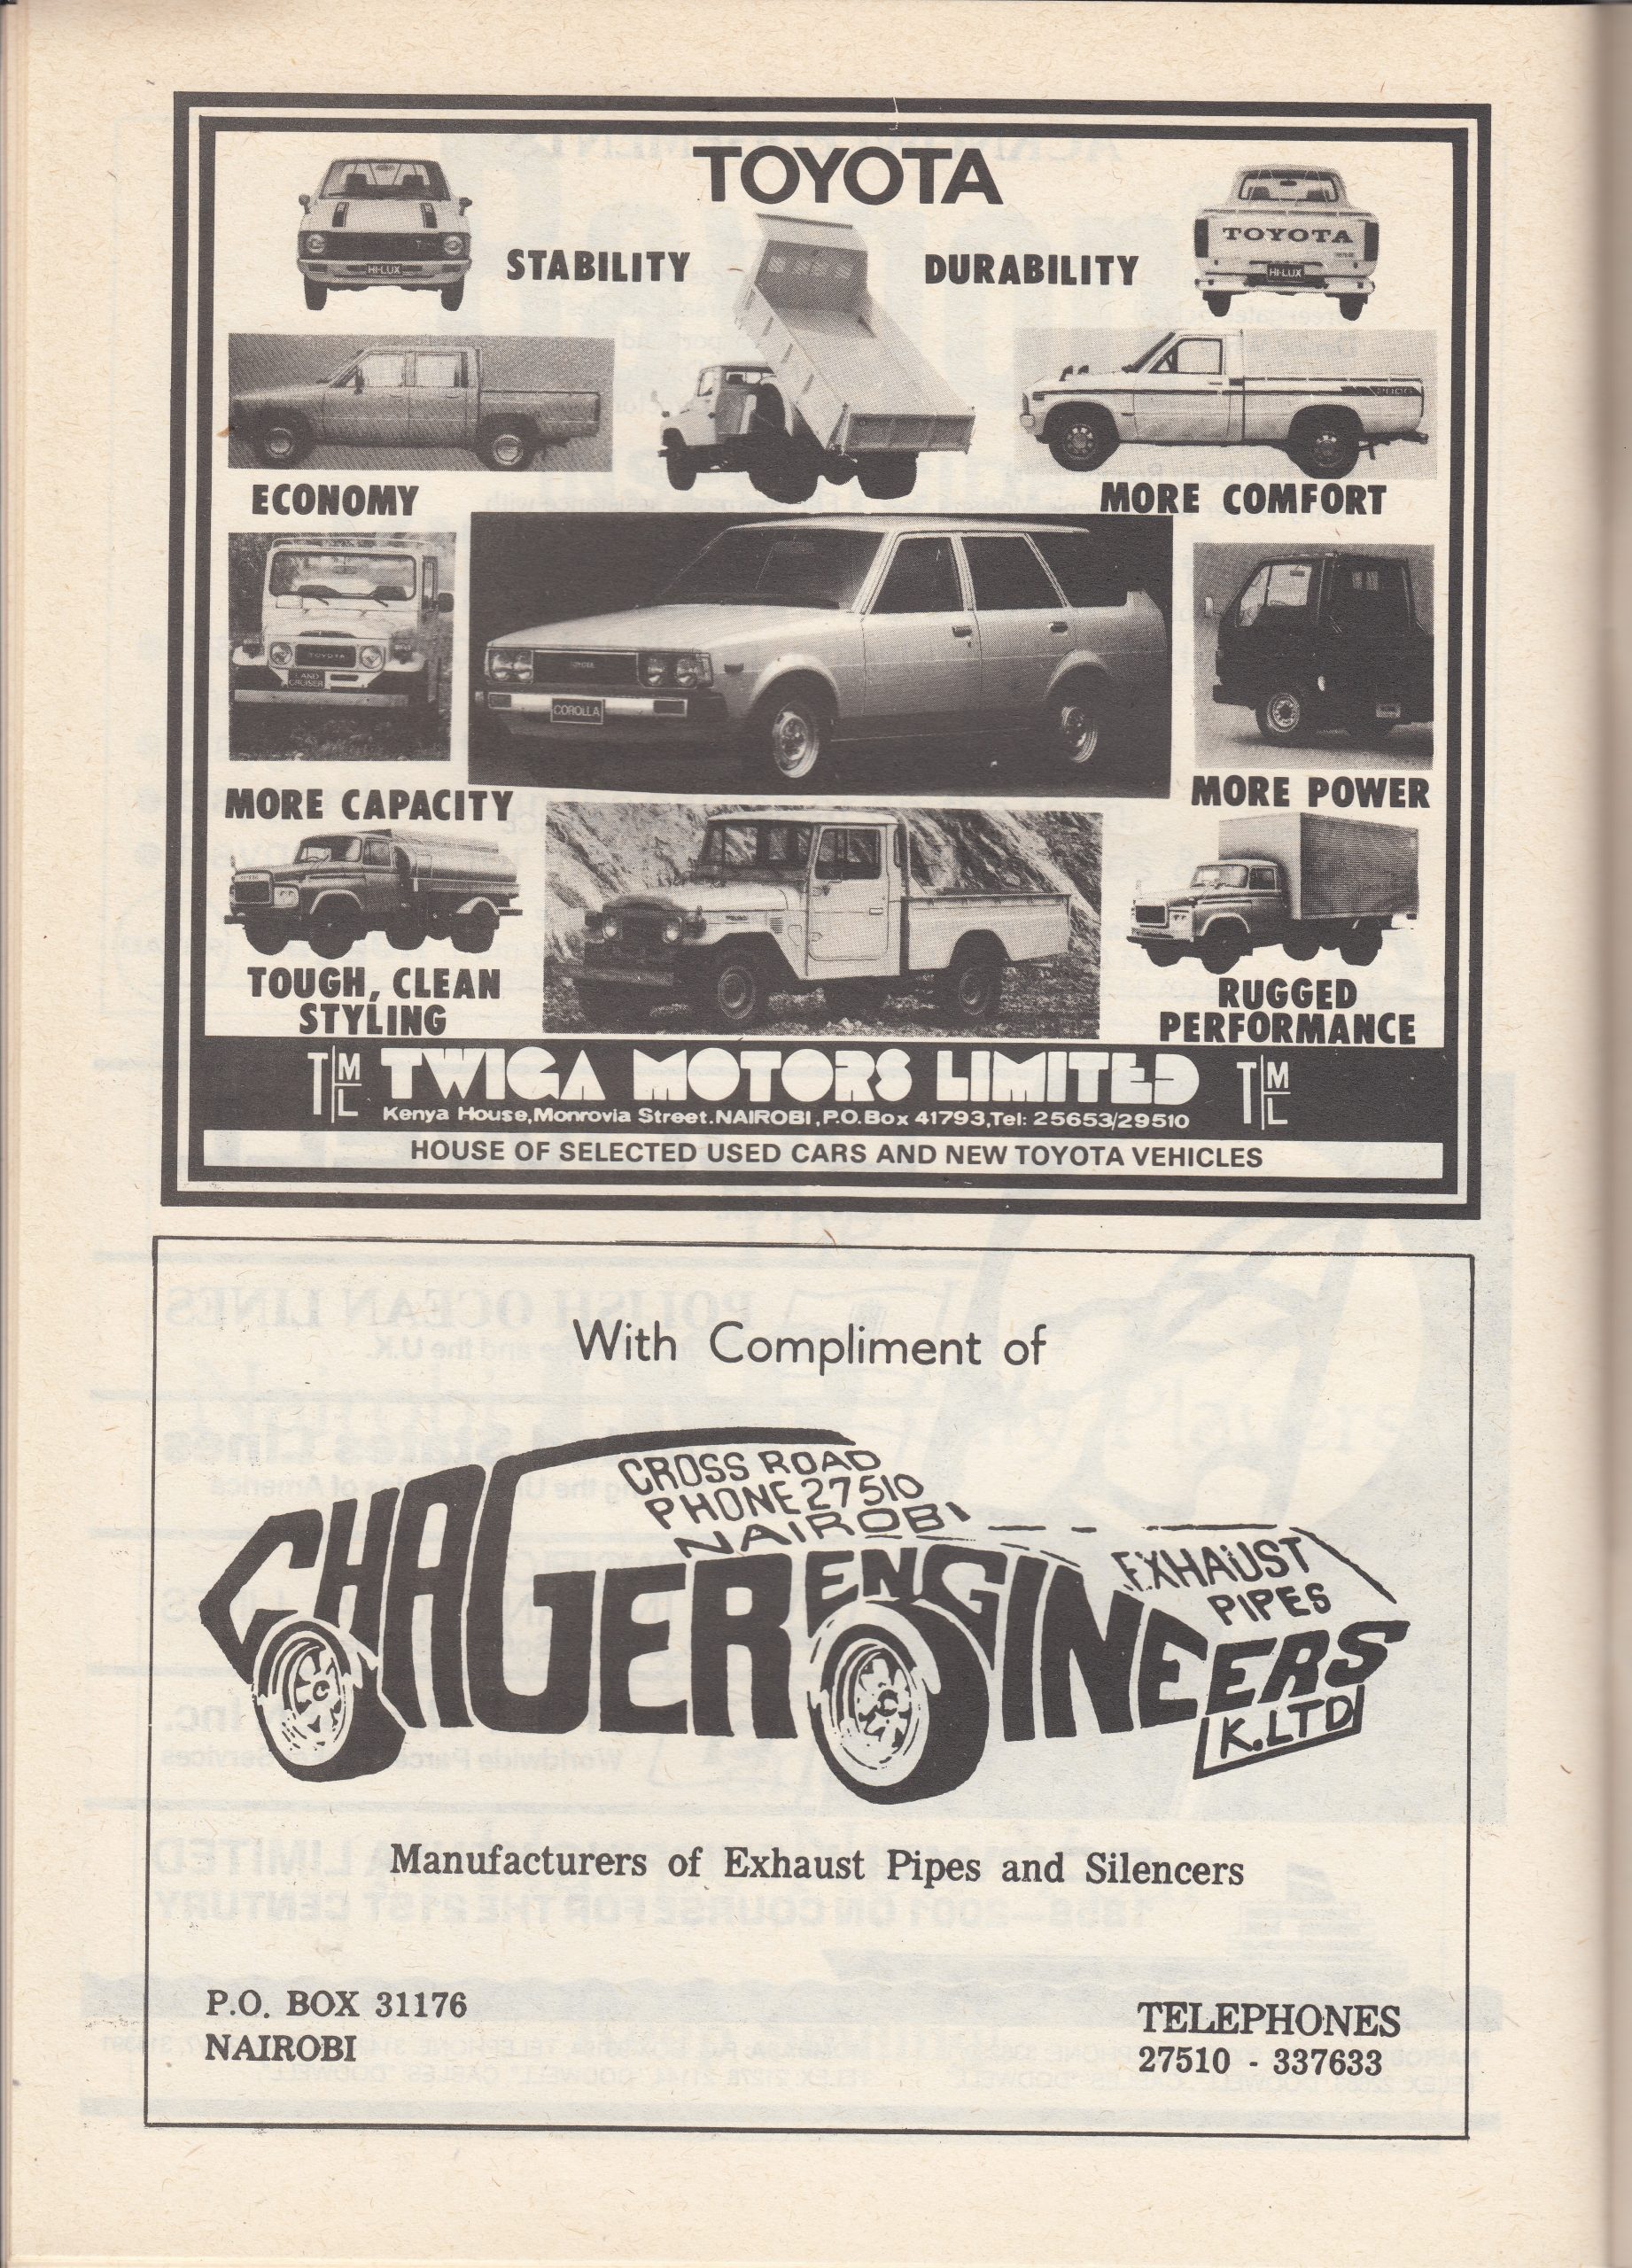 TOYOTA
STABILITY
DURABILITY
TOYOTA
HI-LUX
HI-LUX
ECONOMY
MORE COMFORT
TOYOTA
LAND
CRUISER
TOYOTA
COROLLA
MORE CAPACITY
MORE POWER
TOUGH, CLEAN
STYLING
RUGGED
PERFORMANCE
TML TWIGA MOTORS LIMITED TML
Kenya House,Monrovia Street.NAIROBI,P.O.Box 41793,Tel: 25653/29510
HOUSE OF SELECTED USED CARS AND NEW TOYOTA VEHICLES
With Compliment of
CROSS ROAD
PHONE 27510
NAIROBI
CHAGER ENGINEERS
EXHAUST
PIPES
K.LTD
Manufacturers of Exhaust Pipes and Silencers
P.O. BOX 31176
NAIROBI
TELEPHONES
27510 - 337633